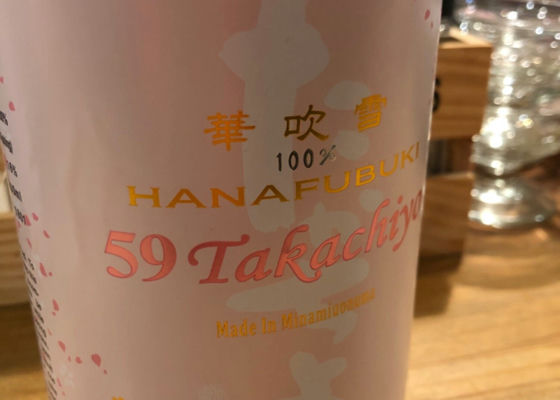 華吹雪
100%
HANAFUBUKI
59 Takachiyo
Made in Minamiuonuma